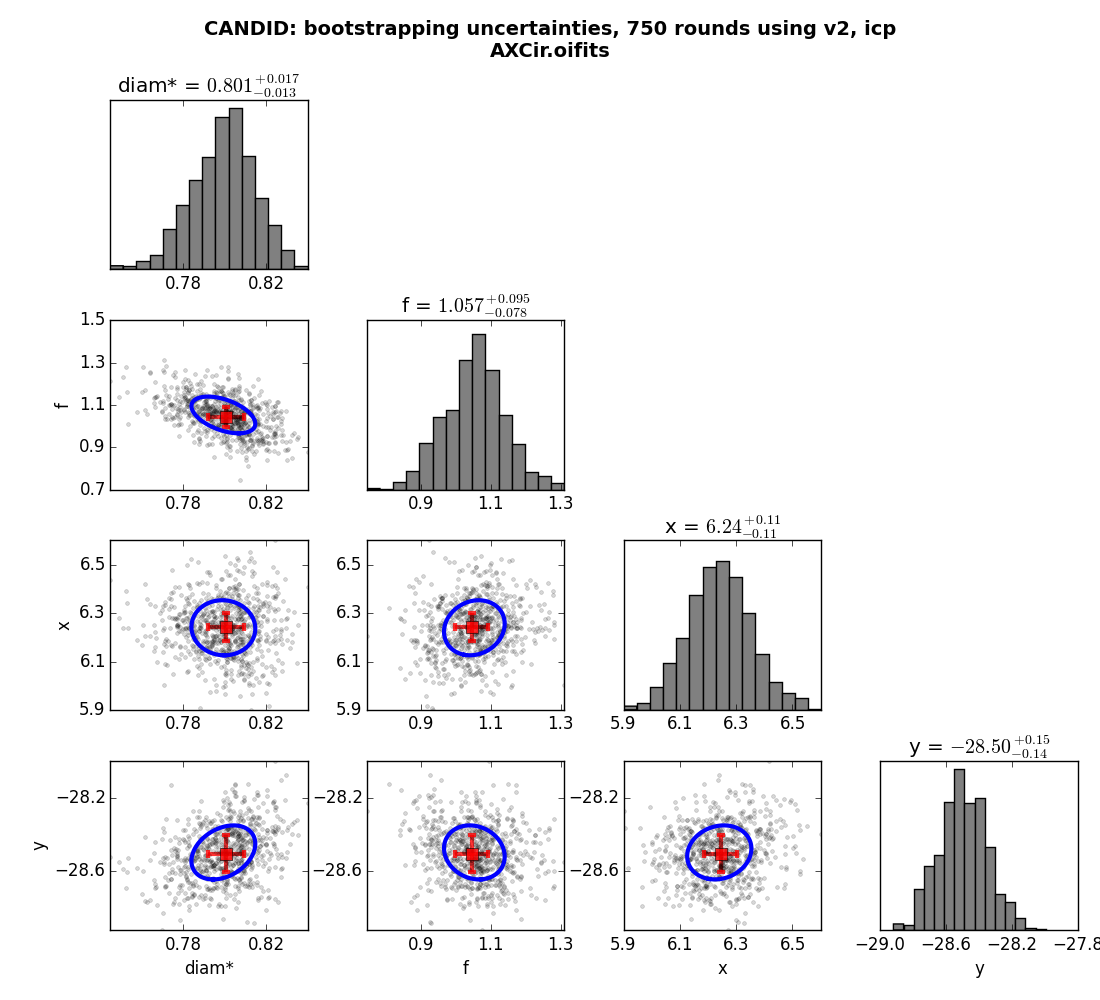 CANDID: bootstrapping uncertainties, 750 rounds using v2, icp
AXCir.oifits
diam* = 0.801 +0.017 −0.013
0.78 0.82
f = 1.057 +0.095 −0.078
1.5
1.3
1.1
0.9
0.7
f
0.78 0.82
0.9 1.1 1.3
x = 6.24 +0.11 −0.11
6.5
6.3
6.1
5.9
x
6.5
6.3
6.1
5.9
0.78 0.82
0.9 1.1 1.3
5.9 6.1 6.3 6.5
y = −28.50 +0.15 −0.14
−28.2
−28.6
y
−28.2
−28.6
−28.2
−28.6
0.78 0.82
0.9 1.1 1.3
5.9 6.1 6.3 6.5
−29.0 −28.6 −28.2 −27.8
diam* f x y